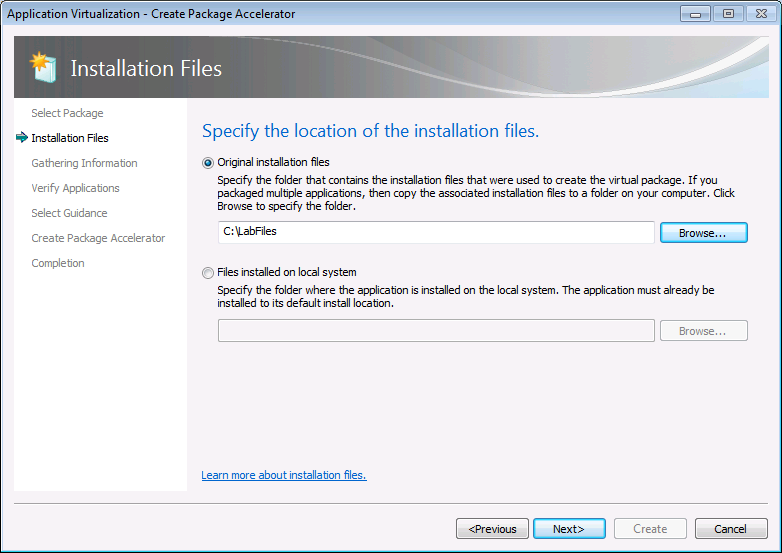 Application Virtualization - Create Package Accelerator
Installation Files
Select Package
Installation Files
Gathering Information
Verify Applications
Select Guidance
Create Package Accelerator
Completion
Specify the location of the installation files.
Original installation files
Specify the folder that contains the installation files that were used to create the virtual package. If you
packaged multiple applications, then copy the associated installation files to a folder on your computer. Click
Browse to specify the folder.
C:\LabFiles
Browse...
Files installed on local system
Specify the folder where the application is installed on the local system. The application must already be
installed to its default install location.
Browse...
Learn more about installation files.
<Previous
Next>
Create
Cancel